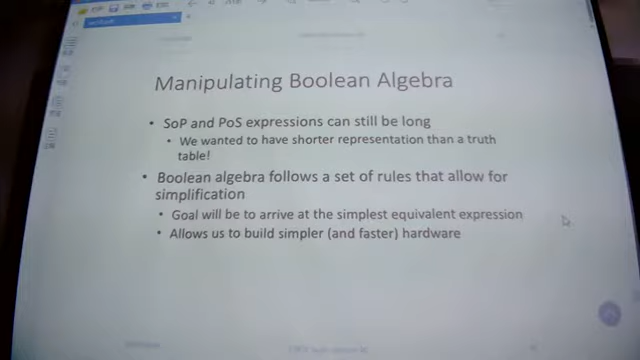 Manipulating Boolean Algebra
• SoP and PoS expressions can still be long
• We wanted to have shorter representation than a truth
table!
• Boolean algebra follows a set of rules that allow for
simplification
• Goal will be to arrive at the simplest equivalent expression
• Allows us to build simpler (and faster) hardware